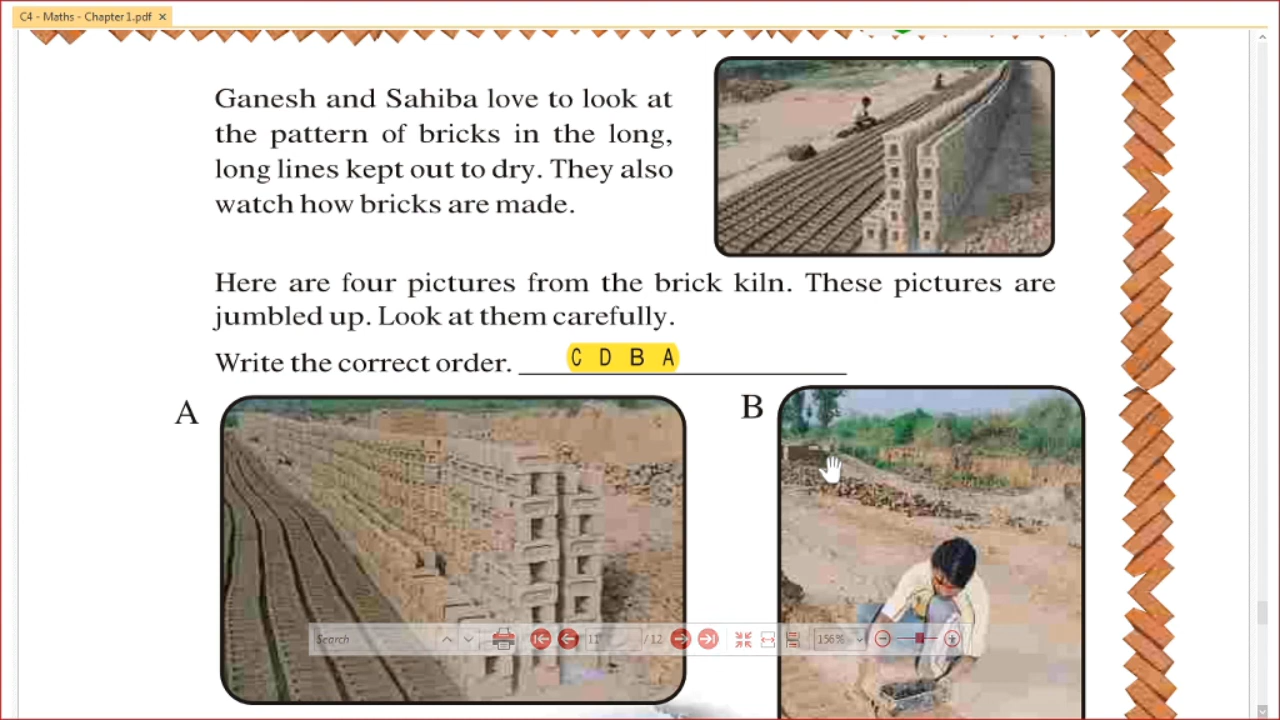 C4 - Maths - Chapter 1.pdf ×
Ganesh and Sahiba love to look at
the pattern of bricks in the long,
long lines kept out to dry. They also
watch how bricks are made.
Here are four pictures from the brick kiln. These pictures are
jumbled up. Look at them carefully.
Write the correct order. C D B A
A
B
Search 11 / 12 156%